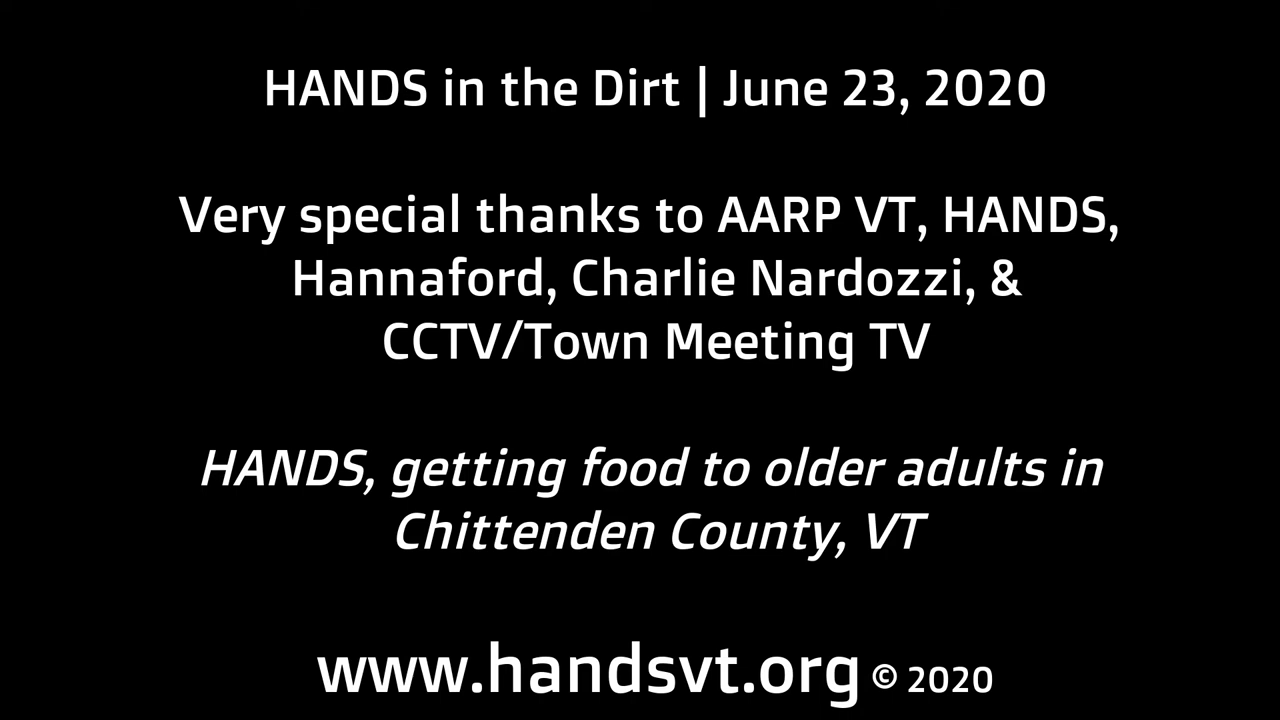 HANDS in the Dirt | June 23, 2020
Very special thanks to AARP VT, HANDS,
Hannaford, Charlie Nardozzi, &
CCTV/Town Meeting TV
HANDS, getting food to older adults in
Chittenden County, VT
www.handsvt.org © 2020